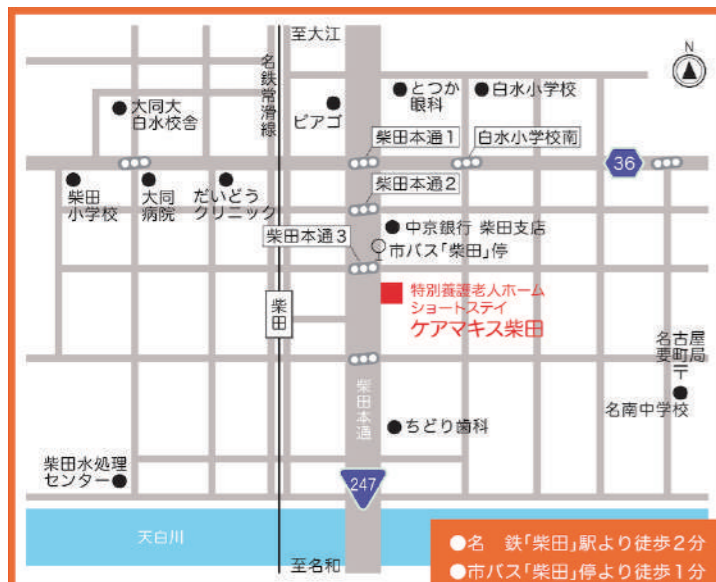 至大江
N
名鉄常滑線
大同大
白水校舎
ピアゴ
とつか
眼科
白水小学校
柴田本通1
白水小学校南
36
柴田
小学校
大同
病院
だいどう
クリニック
柴田本通2
中京銀行 柴田支店
柴田本通3
市バス「柴田」停
特別養護老人ホーム
ショートステイ
ケアマキス柴田
柴田
名古屋
要町局
〒
名南中学校
柴田本通
ちどり歯科
柴田水処理
センター
247
天白川
至名和
●名 鉄「柴田」駅より徒歩2分
●市バス「柴田」停より徒歩1分